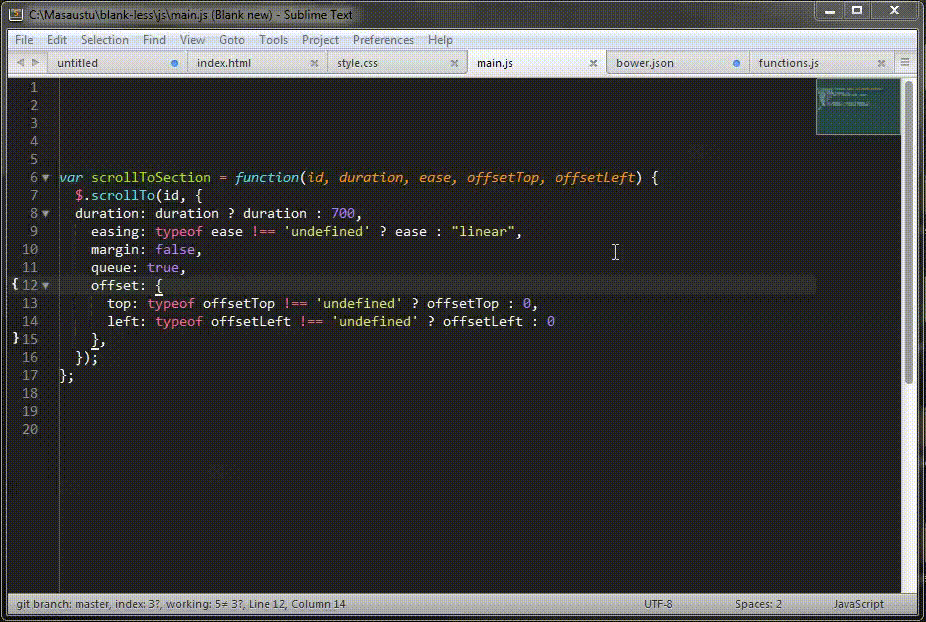 C:\Masaustu\blank-less\js\main.js (Blank new) - Sublime Text
File Edit Selection Find View Goto Tools Project Preferences Help
untitled index.html style.css main.js bower.json functions.js
1
2
3
4
5
6 var scrollToSection = function(id, duration, ease, offsetTop, offsetLeft) {
7 $.scrollTo(id, {
8 duration: duration ? duration : 700,
9 easing: typeof ease !== 'undefined' ? ease : "linear",
10 margin: false,
11 queue: true,
{ 12 offset: {
13 top: typeof offsetTop !== 'undefined' ? offsetTop : 0,
14 left: typeof offsetLeft !== 'undefined' ? offsetLeft : 0
} 15 },
16 });
17 };
18
19
20
git branch: master, index: 3?, working: 5≠ 3?, Line 12, Column 14 UTF-8 Spaces: 2 JavaScript